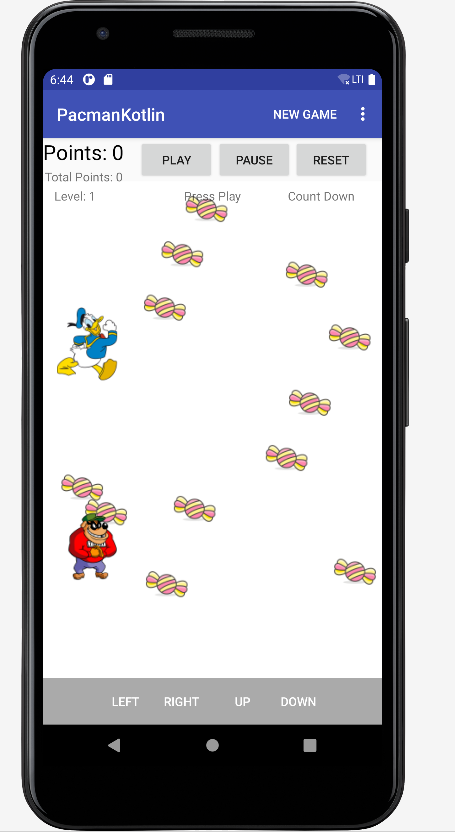 6:44 LTE
PacmanKotlin NEW GAME
Points: 0 PLAY PAUSE RESET
Total Points: 0
Level: 1 Press Play Count Down
LEFT RIGHT UP DOWN